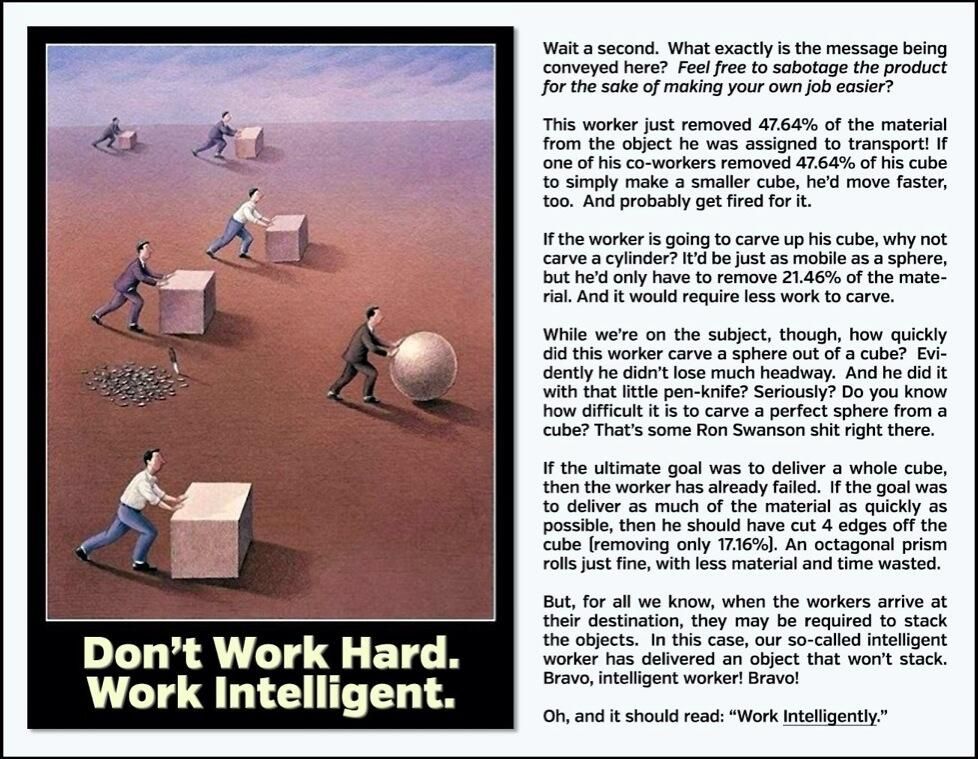 Don't Work Hard.
Work Intelligent.
Wait a second. What exactly is the message being
conveyed here? Feel free to sabotage the product
for the sake of making your own job easier?
This worker just removed 47.64% of the material
from the object he was assigned to transport! If
one of his co-workers removed 47.64% of his cube
to simply make a smaller cube, he'd move faster,
too. And probably get fired for it.
If the worker is going to carve up his cube, why not
carve a cylinder? It'd be just as mobile as a sphere,
but he'd only have to remove 21.46% of the mate-
rial. And it would require less work to carve.
While we're on the subject, though, how quickly
did this worker carve a sphere out of a cube? Evi-
dently he didn't lose much headway. And he did it
with that little pen-knife? Seriously? Do you know
how difficult it is to carve a perfect sphere from a
cube? That's some Ron Swanson shit right there.
If the ultimate goal was to deliver a whole cube,
then the worker has already failed. If the goal was
to deliver as much of the material as quickly as
possible, then he should have cut 4 edges off the
cube (removing only 17.16%). An octagonal prism
rolls just fine, with less material and time wasted.
But, for all we know, when the workers arrive at
their destination, they may be required to stack
the objects. In this case, our so-called intelligent
worker has delivered an object that won't stack.
Bravo, intelligent worker! Bravo!
Oh, and it should read: "Work Intelligently."